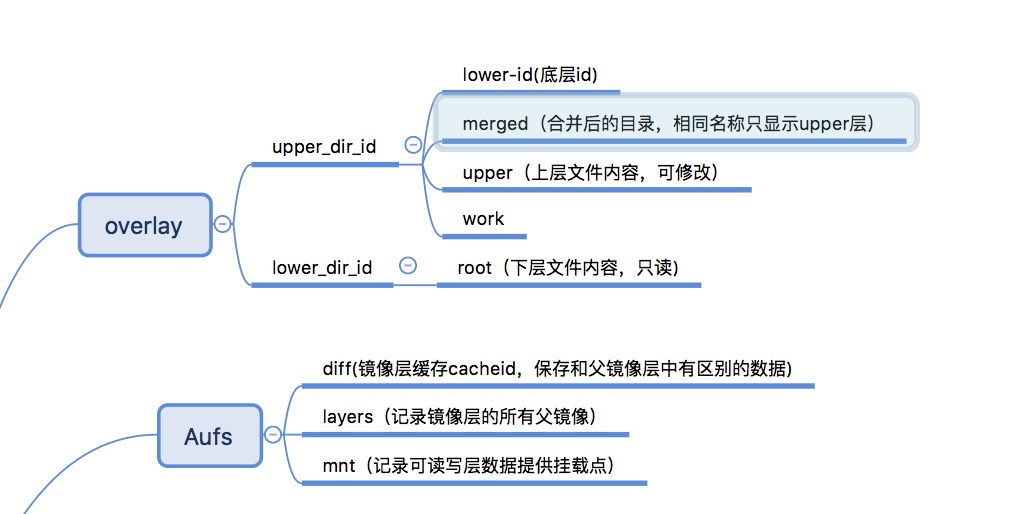 lower-id(底层id)
merged（合并后的目录，相同名称只显示upper层）
upper_dir_id
upper（上层文件内容，可修改）
work
overlay
lower_dir_id
root（下层文件内容，只读)
diff(镜像层缓存cacheid，保存和父镜像层中有区别的数据)
layers（记录镜像层的所有父镜像）
Aufs
mnt（记录可读写层数据提供挂载点）